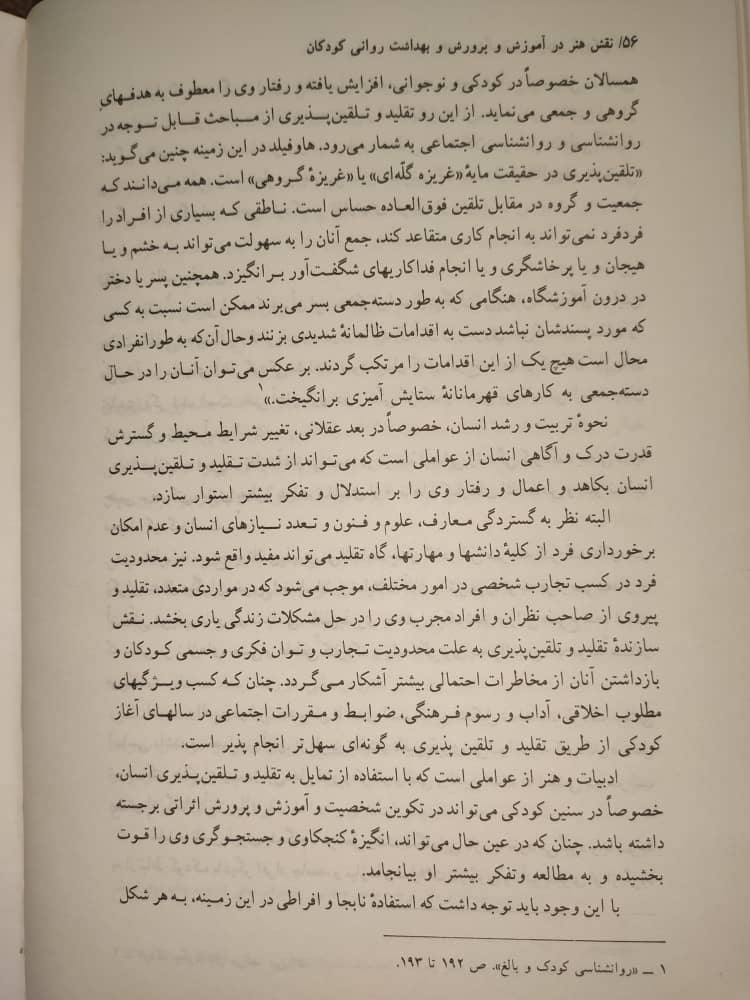 ۵۶/ نقش هنر در آموزش و پرورش و بهداشت روانی کودکان
همسالان خصوصاً در کودکی و نوجوانی، افزایش یافته و رفتار وی را معطوف به هدفهای
گروهی و جمعی می‌نماید. از این رو تقلید و تلقین‌پذیری از مباحث قابل توجه در
روانشناسی و روانشناسی اجتماعی به شمار می‌رود. هاوفیلد در این زمینه چنین می‌گوید:
«تلقین‌پذیری در حقیقت مایهٔ «غریزه گلّه‌ای» یا «غریزهٔ گروهی» است. همه می‌دانند که
جمعیت و گروه در مقابل تلقین فوق‌العاده حساس است. ناطقی که بسیاری از افراد را
فردفرد نمی‌تواند به انجام کاری متقاعد کند، جمع آنان را به سهولت می‌تواند به خشم و یا
هیجان و یا پرخاشگری و یا انجام فداکاریهای شگفت‌آور برانگیزد. همچنین پسر یا دختر
در درون آموزشگاه، هنگامی که به طور دسته‌جمعی بسر می‌برند ممکن است نسبت به کسی
که مورد پسندشان نباشد دست به اقدامات ظالمانهٔ شدیدی بزنند وحال آن‌که به طورانفرادی
محال است هیچ یک از این اقدامات را مرتکب گردند. بر عکس می‌توان آنان را در حال
دسته‌جمعی به کارهای قهرمانانهٔ ستایش آمیزی برانگیخت.»۱
نحوهٔ تربیت و رشد انسان، خصوصاً در بعد عقلانی، تغییر شرایط محیط و گسترش
قدرت درک و آگاهی انسان از عواملی است که می‌تواند از شدت تقلید و تلقین‌پذیری
انسان بکاهد و اعمال و رفتار وی را بر استدلال و تفکر بیشتر استوار سازد.
البته نظر به گستردگی معارف، علوم و فنون و تعدد نیازهای انسان و عدم امکان
برخورداری فرد از کلیهٔ دانشها و مهارتها، گاه تقلید می‌تواند مفید واقع شود. نیز محدودیت
فرد در کسب تجارب شخصی در امور مختلف، موجب می‌شود که در مواردی متعدد، تقلید و
پیروی از صاحب نظران و افراد مجرب وی را در حل مشکلات زندگی یاری بخشد. نقش
سازندهٔ تقلید و تلقین‌پذیری به علت محدودیت تجارب و توان فکری و جسمی کودکان و
بازداشتن آنان از مخاطرات احتمالی بیشتر آشکار می‌گردد. چنان که کسب ویژگیهای
مطلوب اخلاقی، آداب و رسوم فرهنگی، ضوابط و مقررات اجتماعی در سالهای آغاز
کودکی از طریق تقلید و تلقین پذیری به گونه‌ای سهل‌تر انجام پذیر است.
ادبیات و هنر از عواملی است که با استفاده از تمایل به تقلید و تلقین‌پذیری انسان،
خصوصاً در سنین کودکی می‌تواند در تکوین شخصیت و آموزش و پرورش اثراتی برجسته
داشته باشد. چنان که در عین حال می‌تواند، انگیزهٔ کنجکاوی و جستجوگری وی را قوت
بخشیده و به مطالعه وتفکر بیشتر او بیانجامد.
با این وجود باید توجه داشت که استفادهٔ نابجا و افراطی در این زمینه، به هر شکل
۱ ــ «روانشناسی کودک و بالغ». ص ۱۹۲ تا ۱۹۳.